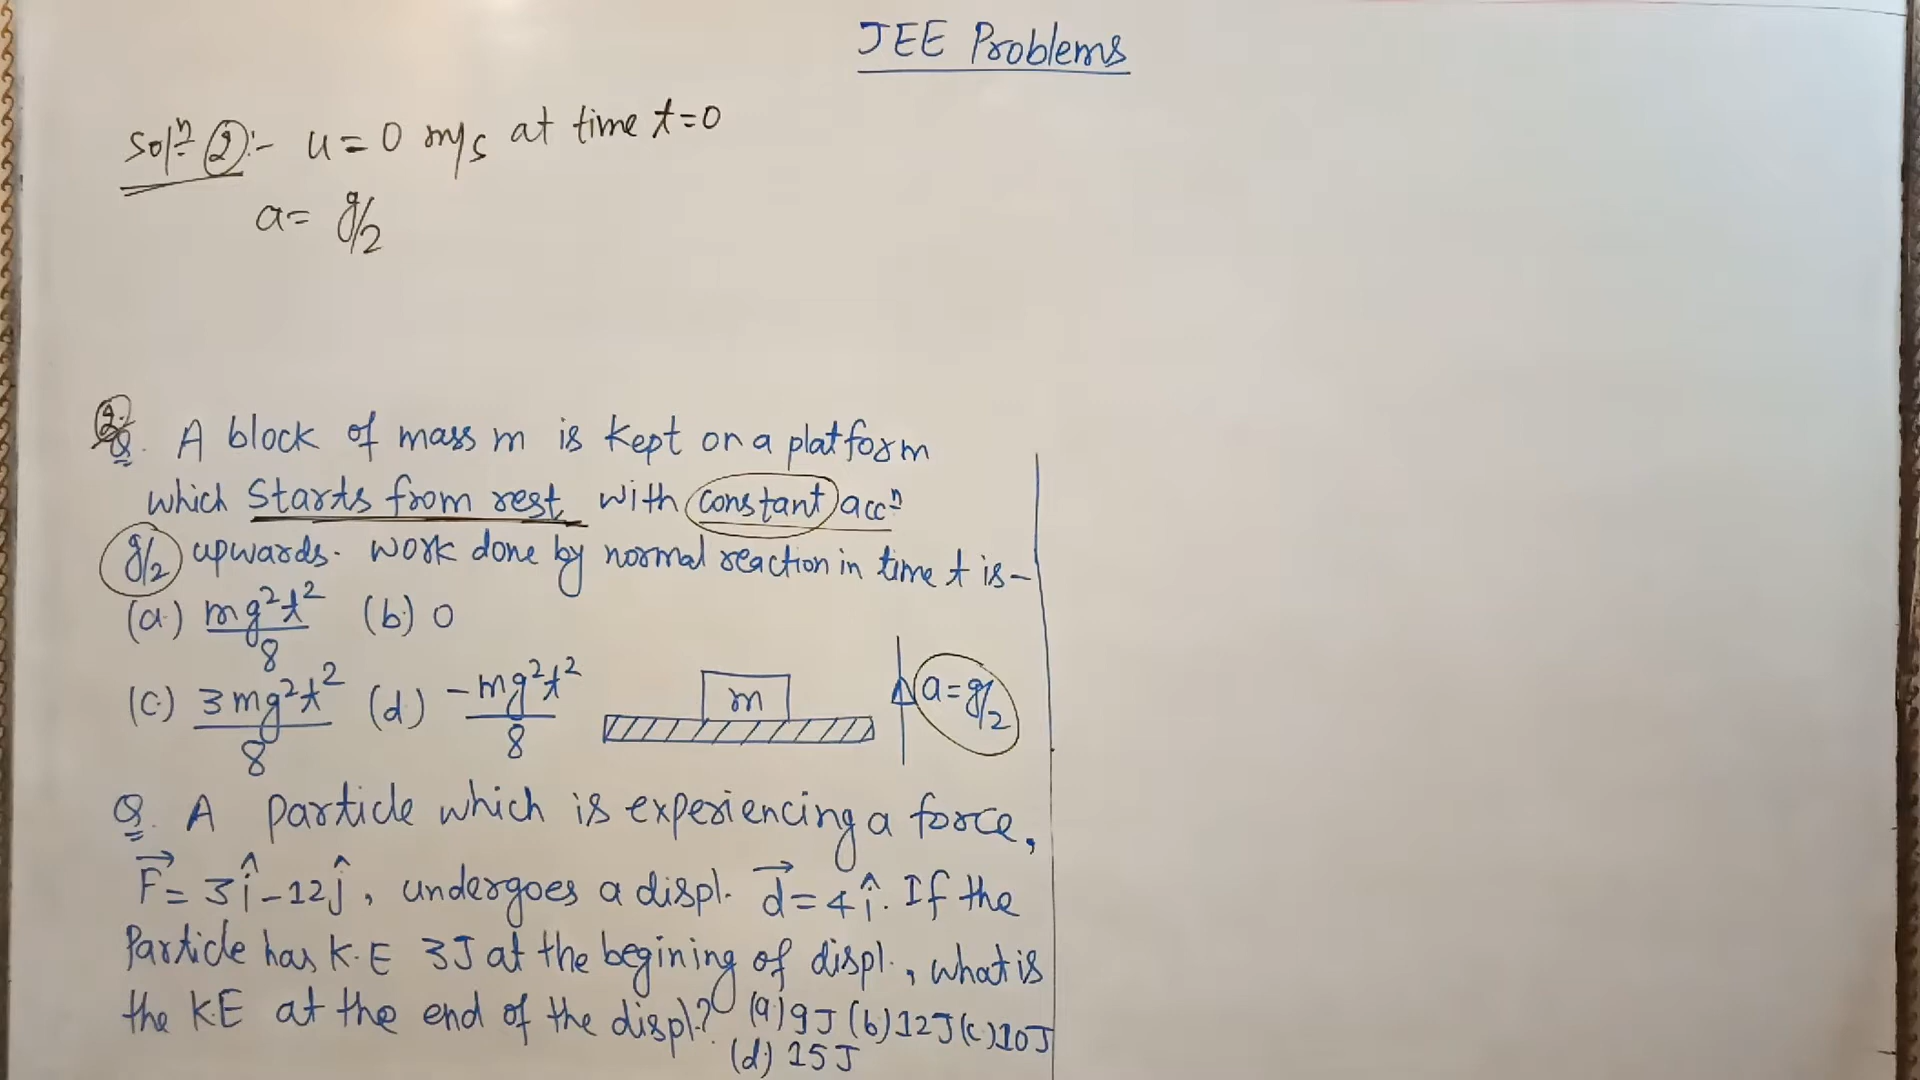 JEE Problems
Solⁿ ②:- u = 0 m/s at time t=0
a = g/2
②. Q. A block of mass m is kept on a platform
which Starts from rest with constant accⁿ
g/2 upwards. Work done by normal reaction in time t is –
(a.) mg²t²/8 (b.) 0
(c.) 3mg²t²/8 (d.) -mg²t²/8
m
a = g/2
Q. A particle which is experiencing a force,
F⃗ = 3î - 12ĵ, undergoes a displ. d⃗ = 4î. If the
Particle has K.E 3J at the begining of displ., what is
the K.E at the end of the displ.? (a.) 9J (b.) 12J (c.) 10J
(d.) 15J